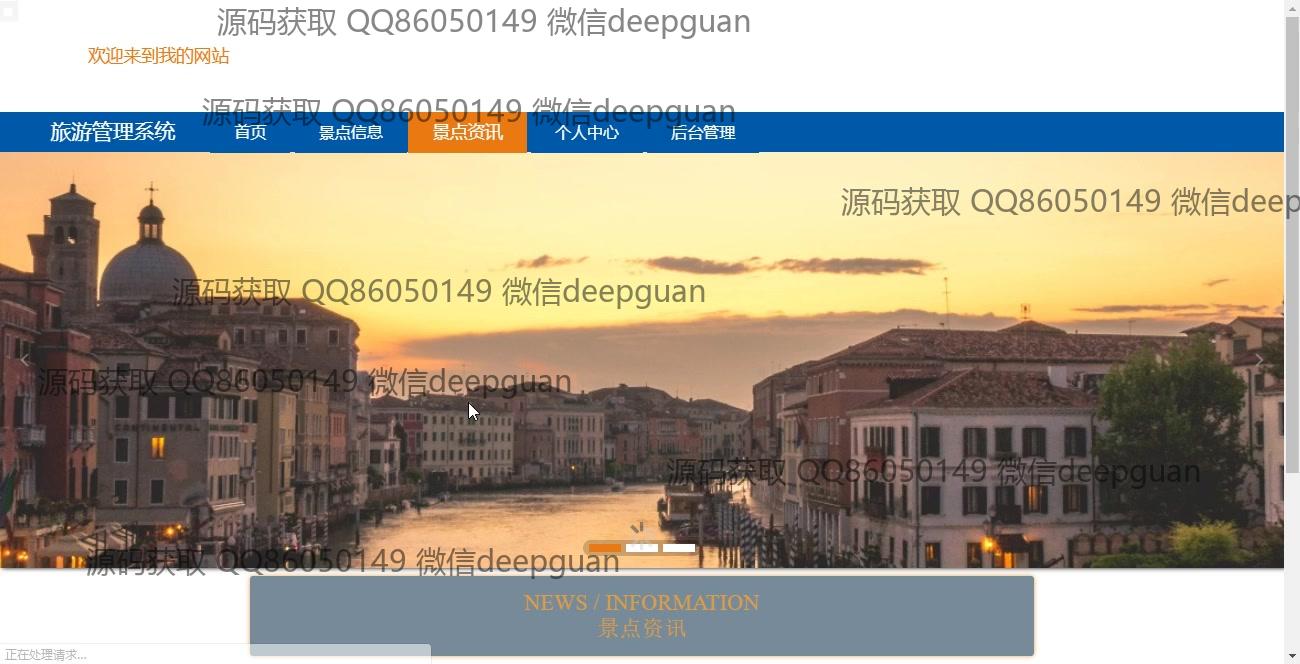 源码获取 QQ86050149 微信deepguan
欢迎来到我的网站
源码获取 QQ86050149 微信deepguan
旅游管理系统 首页 景点信息 景点资讯 个人中心 后台管理
源码获取 QQ86050149 微信deep
源码获取 QQ86050149 微信deepguan
源码获取 QQ86050149 微信deepguan
CONTINENTAL
源码获取 QQ86050149 微信deepguan
源码获取 QQ86050149 微信deepguan
NEWS / INFORMATION
景点资讯
正在处理请求...